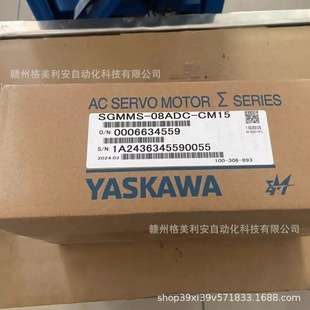 赣州格美利安自动化科技有限公司
AC SERVO MOTOR Σ SERIES
SGMMS-08ADC-CM15
O/N: 0006634559
S/N: 1A2436345590055
2024.03
100-306-893
YASKAWA
赣州格美利安自动化科技有限公司
shop39xi39v571833.1688.com